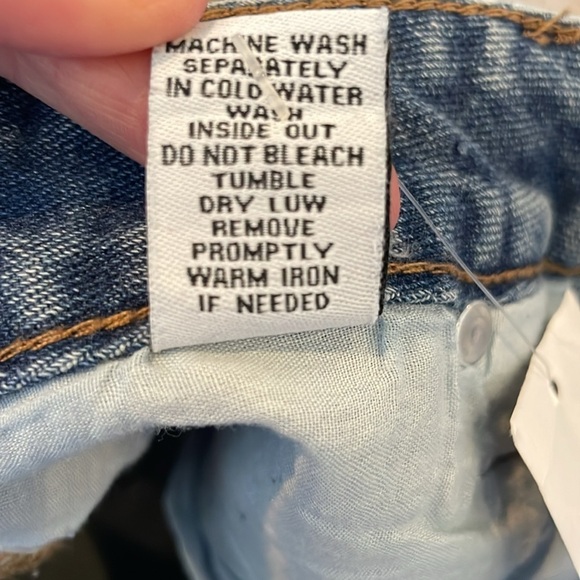 MACHINE WASH
SEPARATELY
IN COLD WATER
WASH
INSIDE OUT
DO NOT BLEACH
TUMBLE
DRY LOW
REMOVE
PROMPTLY
WARM IRON
IF NEEDED